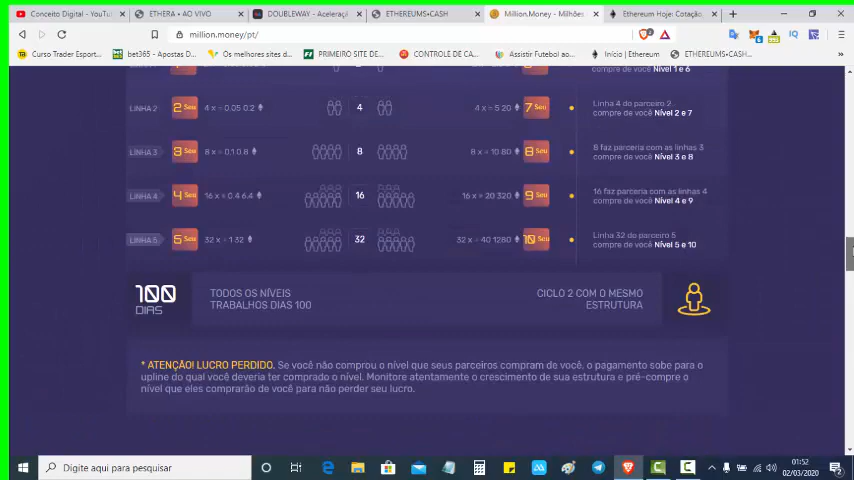 Conceito Digital - YouTu
ETHERA • AO VIVO
DOUBLEWAY - Aceleraç
ETHEREUMS•CASH
Million.Money - Milhões
Ethereum Hoje: Cotação
million.money/pt/
Curso Trader Esport...
bet365 - Apostas D...
Os melhores sites d...
PRIMEIRO SITE DE...
CONTROLE DE CA...
Assistir Futebol ao...
Início | Ethereum
ETHEREUMS•CASH...
compre de você Nível 1 e 6
LINHA 2
2 Seu
4 x = 0.05 0.2
4
4 x = 5 20
7 Seu
Linha 4 do parceiro 2
compre de você Nível 2 e 7
LINHA 3
3 Seu
8 x = 0.1 0.8
8
8 x = 10 80
8 Seu
8 faz parceria com as linhas 3
compre de você Nível 3 e 8
LINHA 4
4 Seu
16 x = 0.4 6.4
16
16 x = 20 320
9 Seu
16 faz parceria com as linhas 4
compre de você Nível 4 e 9
LINHA 5
5 Seu
32 x = 1 32
32
32 x = 40 1280
10 Seu
Linha 32 do parceiro 5
compre de você Nível 5 e 10
100
DIAS
TODOS OS NÍVEIS
TRABALHOS DIAS 100
CICLO 2 COM O MESMO
ESTRUTURA
* ATENÇÃO! LUCRO PERDIDO. Se você não comprou o nível que seus parceiros compram de você, o pagamento sobe para o
upline do qual você deveria ter comprado o nível. Monitore atentamente o crescimento de sua estrutura e pré-compre o
nível que eles comprarão de você para não perder seu lucro.
Digite aqui para pesquisar
01:52
02/03/2020